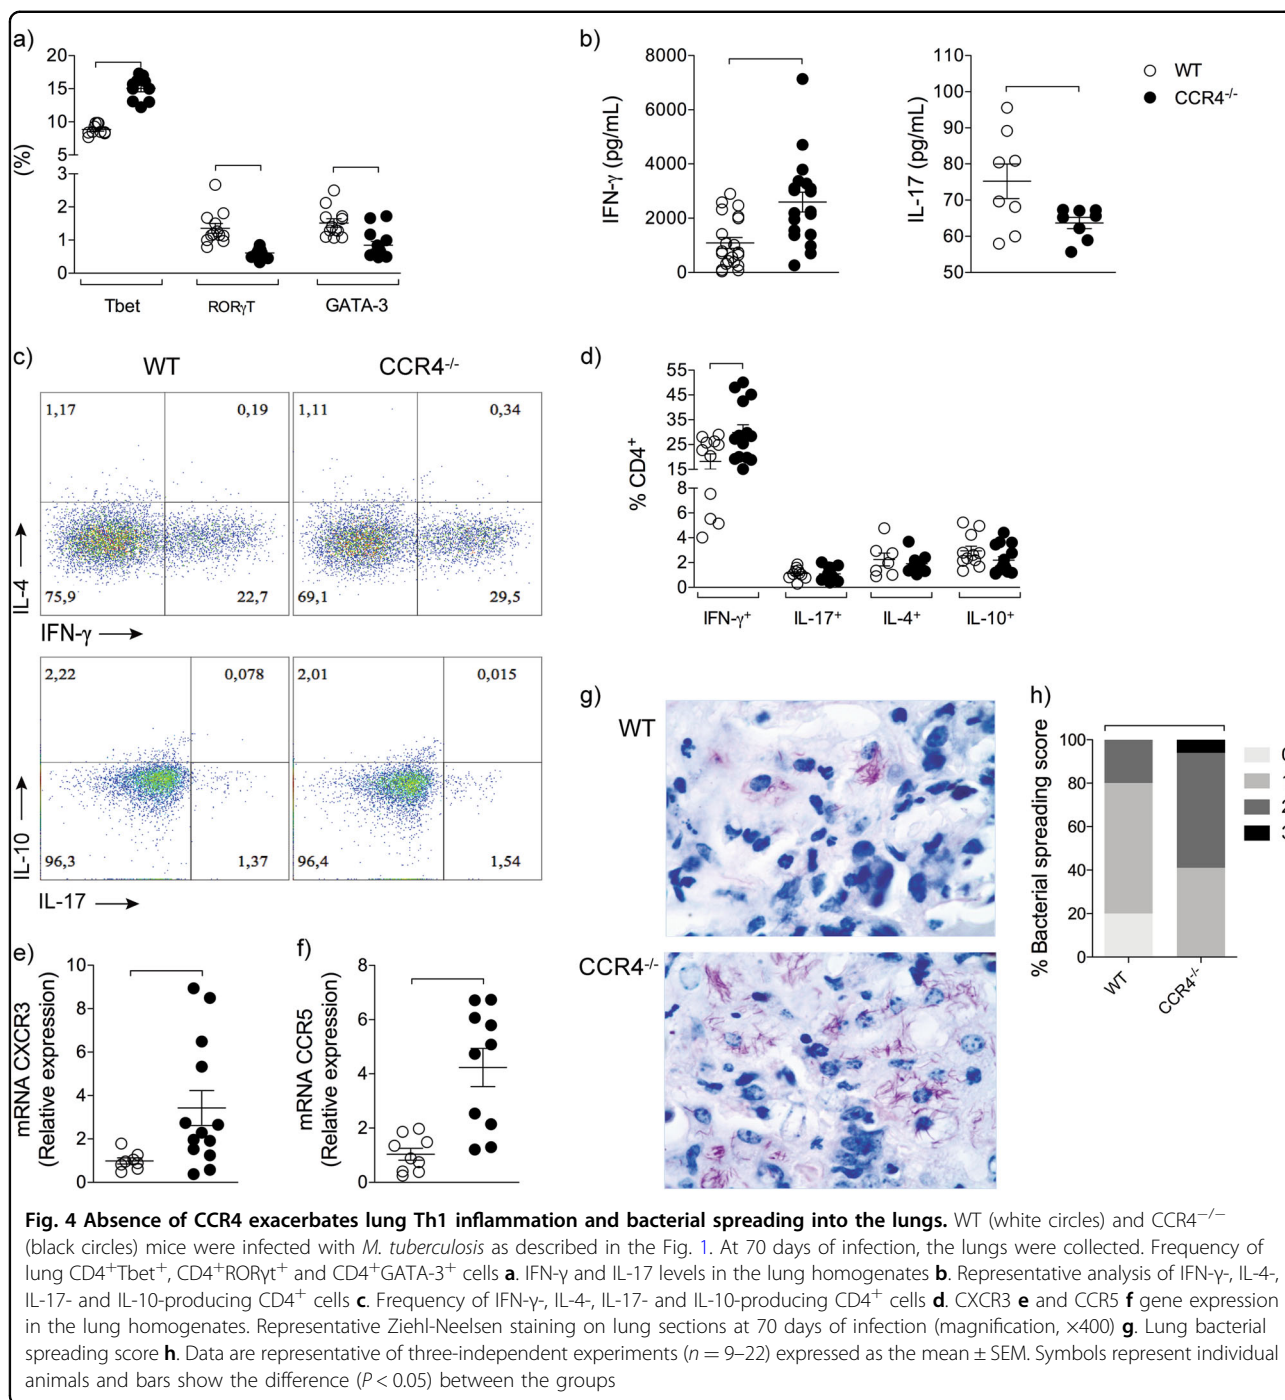 a)
20
15
10
5
3
2
1
0
(%)
Tbet
RORγT
GATA-3
b)
8000
6000
4000
2000
0
IFN-γ (pg/mL)
110
100
90
80
70
60
50
IL-17 (pg/mL)
WT
CCR4-/-
c)
WT
CCR4-/-
1,17
0,19
1,11
0,34
75,9
22,7
69,1
29,5
IL-4
IFN-γ
2,22
0,078
2,01
0,015
96,3
1,37
96,4
1,54
IL-10
IL-17
d)
55
45
35
25
15
8
6
4
2
0
% CD4+
IFN-γ+
IL-17+
IL-4+
IL-10+
e)
10
8
6
4
2
0
mRNA CXCR3
(Relative expression)
f)
8
6
4
2
0
mRNA CCR5
(Relative expression)
g)
WT
CCR4-/-
h)
100
80
60
40
20
0
% Bacterial spreading score
WT
CCR4-/-
0
1
2
3
Fig. 4 Absence of CCR4 exacerbates lung Th1 inflammation and bacterial spreading into the lungs. WT (white circles) and CCR4−/−
(black circles) mice were infected with M. tuberculosis as described in the Fig. 1. At 70 days of infection, the lungs were collected. Frequency of
lung CD4+Tbet+, CD4+RORγt+ and CD4+GATA-3+ cells a. IFN-γ and IL-17 levels in the lung homogenates b. Representative analysis of IFN-γ-, IL-4-,
IL-17- and IL-10-producing CD4+ cells c. Frequency of IFN-γ-, IL-4-, IL-17- and IL-10-producing CD4+ cells d. CXCR3 e and CCR5 f gene expression
in the lung homogenates. Representative Ziehl-Neelsen staining on lung sections at 70 days of infection (magnification, ×400) g. Lung bacterial
spreading score h. Data are representative of three-independent experiments (n = 9–22) expressed as the mean ± SEM. Symbols represent individual
animals and bars show the difference (P < 0.05) between the groups